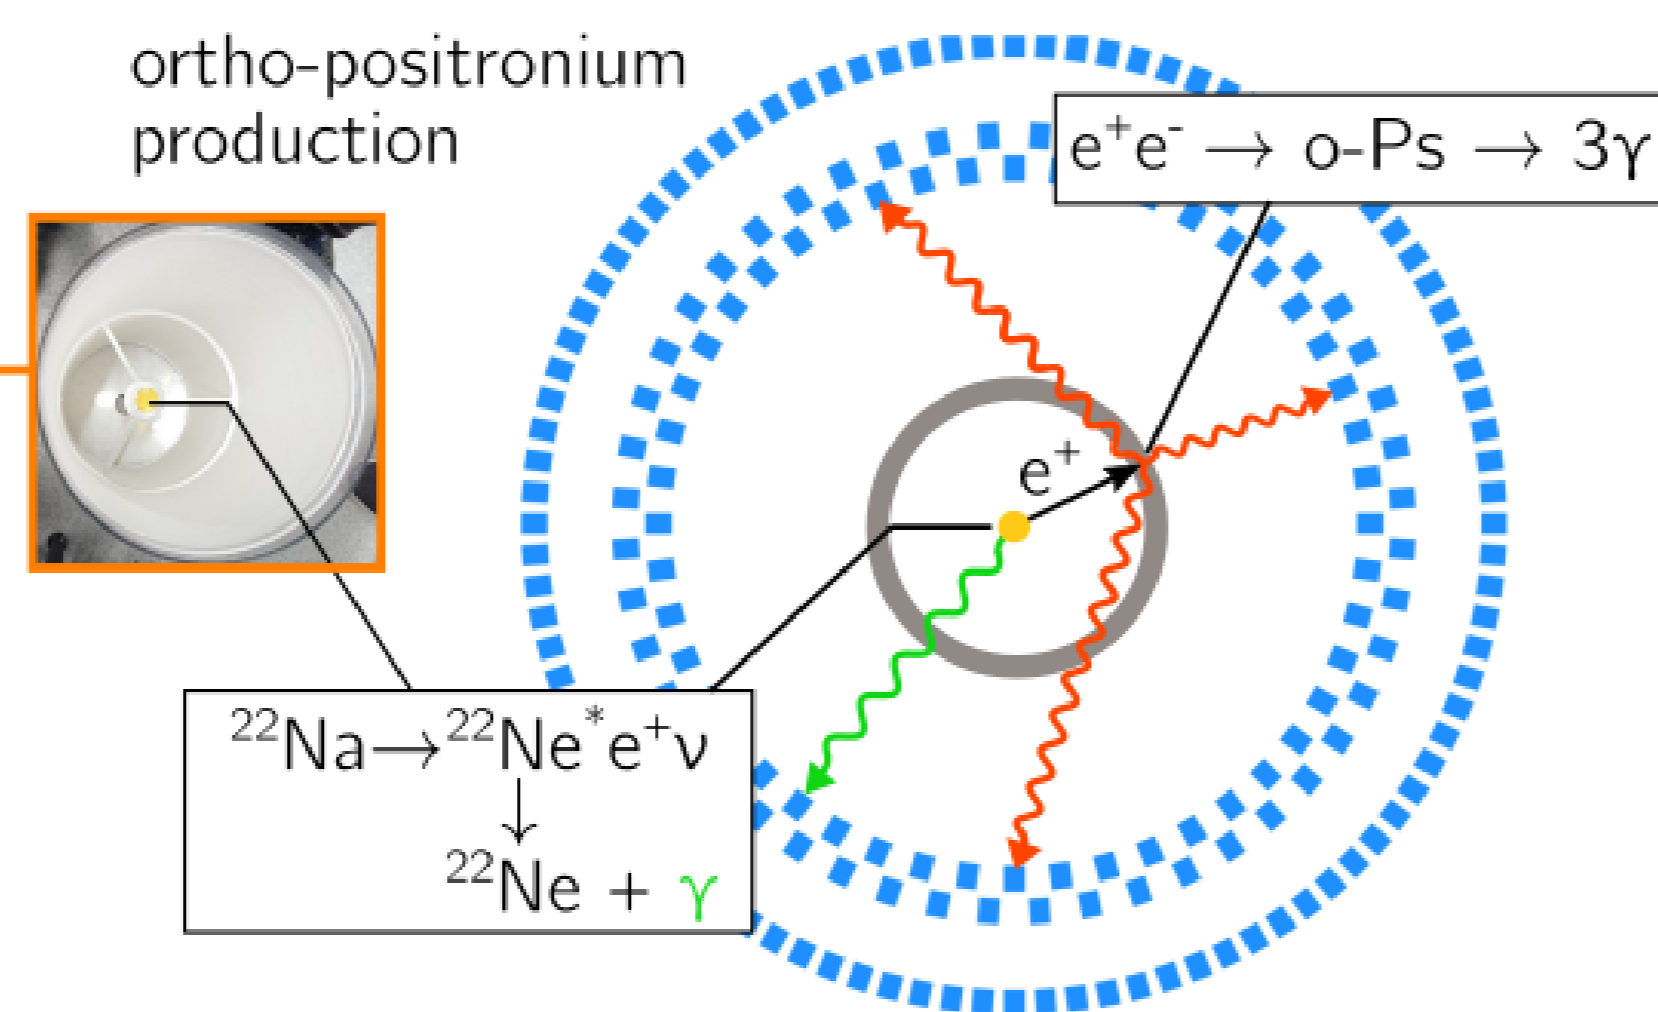 ortho-positronium
production
e⁺e⁻ → o-Ps → 3γ
e⁺
²²Na→²²Ne*e⁺ν
↓
²²Ne + γ